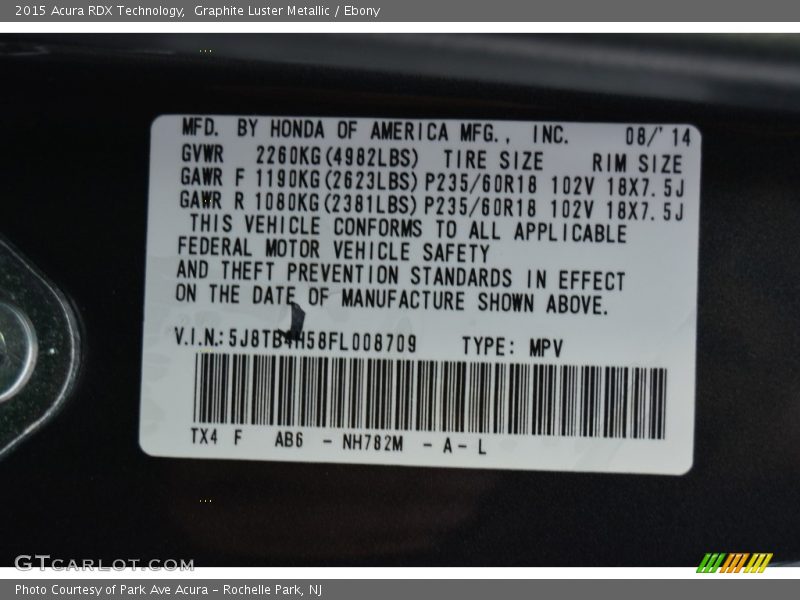 2015 Acura RDX Technology,  Graphite Luster Metallic / Ebony
MFD. BY HONDA OF AMERICA MFG., INC. 08/'14
GVWR 2260KG(4982LBS) TIRE SIZE RIM SIZE
GAWR F 1190KG(2623LBS) P235/60R18 102V 18X7.5J
GAWR R 1080KG(2381LBS) P235/60R18 102V 18X7.5J
THIS VEHICLE CONFORMS TO ALL APPLICABLE
FEDERAL MOTOR VEHICLE SAFETY
AND THEFT PREVENTION STANDARDS IN EFFECT
ON THE DATE OF MANUFACTURE SHOWN ABOVE.
V.I.N.: 5J8TB4H58FL008709 TYPE: MPV
TX4 F AB6 - NH782M - A - L
GTCARLOT.COM
Photo Courtesy of Park Ave Acura - Rochelle Park, NJ